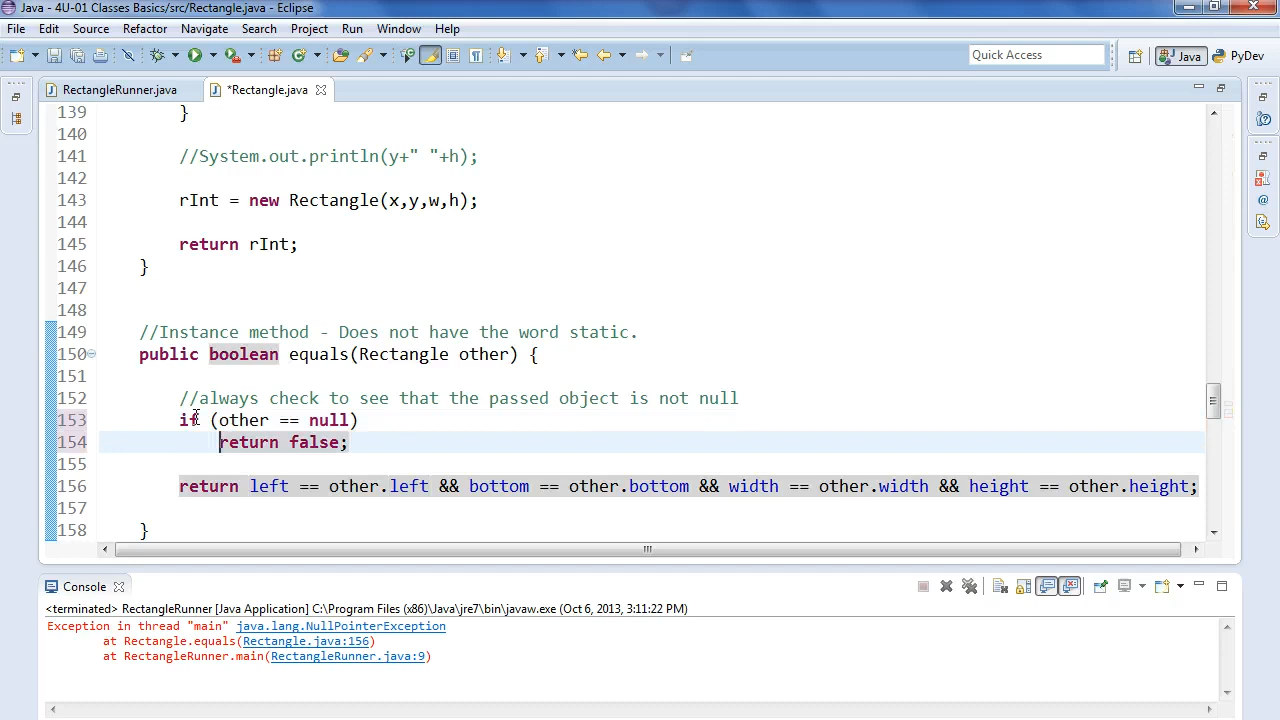 Java - 4U-01 Classes Basics/src/Rectangle.java - Eclipse
File Edit Source Refactor Navigate Search Project Run Window Help
Quick Access
Java
PyDev
RectangleRunner.java
*Rectangle.java
139 }
140
141 //System.out.println(y+" "+h);
142
143 rInt = new Rectangle(x,y,w,h);
144
145 return rInt;
146 }
147
148
149 //Instance method - Does not have the word static.
150 public boolean equals(Rectangle other) {
151
152 //always check to see that the passed object is not null
153 if (other == null)
154 return false;
155
156 return left == other.left && bottom == other.bottom && width == other.width && height == other.height;
157
158 }
Console
<terminated> RectangleRunner [Java Application] C:\Program Files (x86)\Java\jre7\bin\javaw.exe (Oct 6, 2013, 3:11:22 PM)
Exception in thread "main" java.lang.NullPointerException
at Rectangle.equals(Rectangle.java:156)
at RectangleRunner.main(RectangleRunner.java:9)